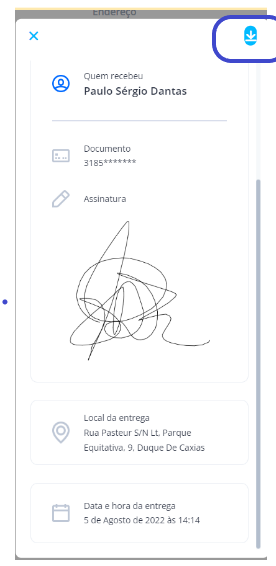 Endereço
Quem recebeu
Paulo Sérgio Dantas
Documento
3185*******
Assinatura
Local da entrega
Rua Pasteur S/N Lt, Parque
Equitativa, 9, Duque De Caxias
Data e hora da entrega
5 de Agosto de 2022 às 14:14